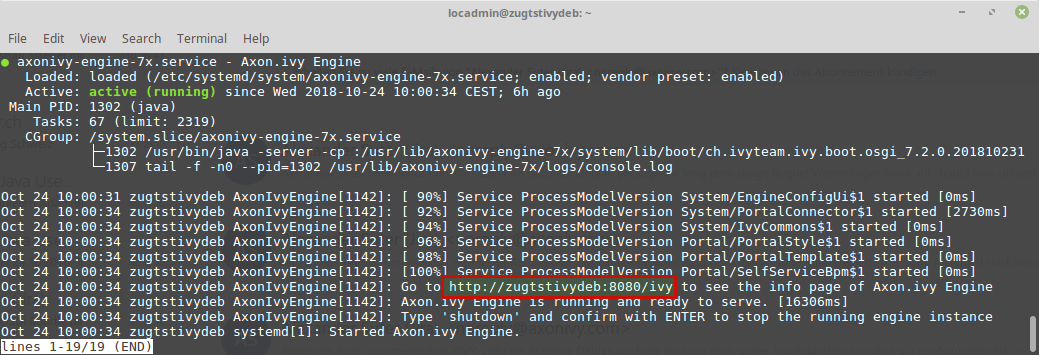 locadmin@zugtstivydeb: ~
File Edit View Search Terminal Help
● axonivy-engine-7x.service - Axon.ivy Engine
Loaded: loaded (/etc/systemd/system/axonivy-engine-7x.service; enabled; vendor preset: enabled)
Active: active (running) since Wed 2018-10-24 10:00:34 CEST; 6h ago
Main PID: 1302 (java)
Tasks: 67 (limit: 2319)
CGroup: /system.slice/axonivy-engine-7x.service
├─1302 /usr/bin/java -server -cp :/usr/lib/axonivy-engine-7x/system/lib/boot/ch.ivyteam.ivy.boot.osgi_7.2.0.201810231
└─1307 tail -f -n0 --pid=1302 /usr/lib/axonivy-engine-7x/logs/console.log
Oct 24 10:00:31 zugtstivydeb AxonIvyEngine[1142]: [ 90%] Service ProcessModelVersion System/EngineConfigUi$1 started [0ms]
Oct 24 10:00:34 zugtstivydeb AxonIvyEngine[1142]: [ 92%] Service ProcessModelVersion System/PortalConnector$1 started [2730ms]
Oct 24 10:00:34 zugtstivydeb AxonIvyEngine[1142]: [ 94%] Service ProcessModelVersion System/IvyCommons$1 started [0ms]
Oct 24 10:00:34 zugtstivydeb AxonIvyEngine[1142]: [ 96%] Service ProcessModelVersion Portal/PortalStyle$1 started [0ms]
Oct 24 10:00:34 zugtstivydeb AxonIvyEngine[1142]: [ 98%] Service ProcessModelVersion Portal/PortalTemplate$1 started [0ms]
Oct 24 10:00:34 zugtstivydeb AxonIvyEngine[1142]: [100%] Service ProcessModelVersion Portal/SelfServiceBpm$1 started [0ms]
Oct 24 10:00:34 zugtstivydeb AxonIvyEngine[1142]: Go to http://zugtstivydeb:8080/ivy to see the info page of Axon.ivy Engine
Oct 24 10:00:34 zugtstivydeb AxonIvyEngine[1142]: Axon.ivy Engine is running and ready to serve. [16306ms]
Oct 24 10:00:34 zugtstivydeb AxonIvyEngine[1142]: Type 'shutdown' and confirm with ENTER to stop the running engine instance
Oct 24 10:00:34 zugtstivydeb systemd[1]: Started Axon.ivy Engine.
lines 1-19/19 (END)